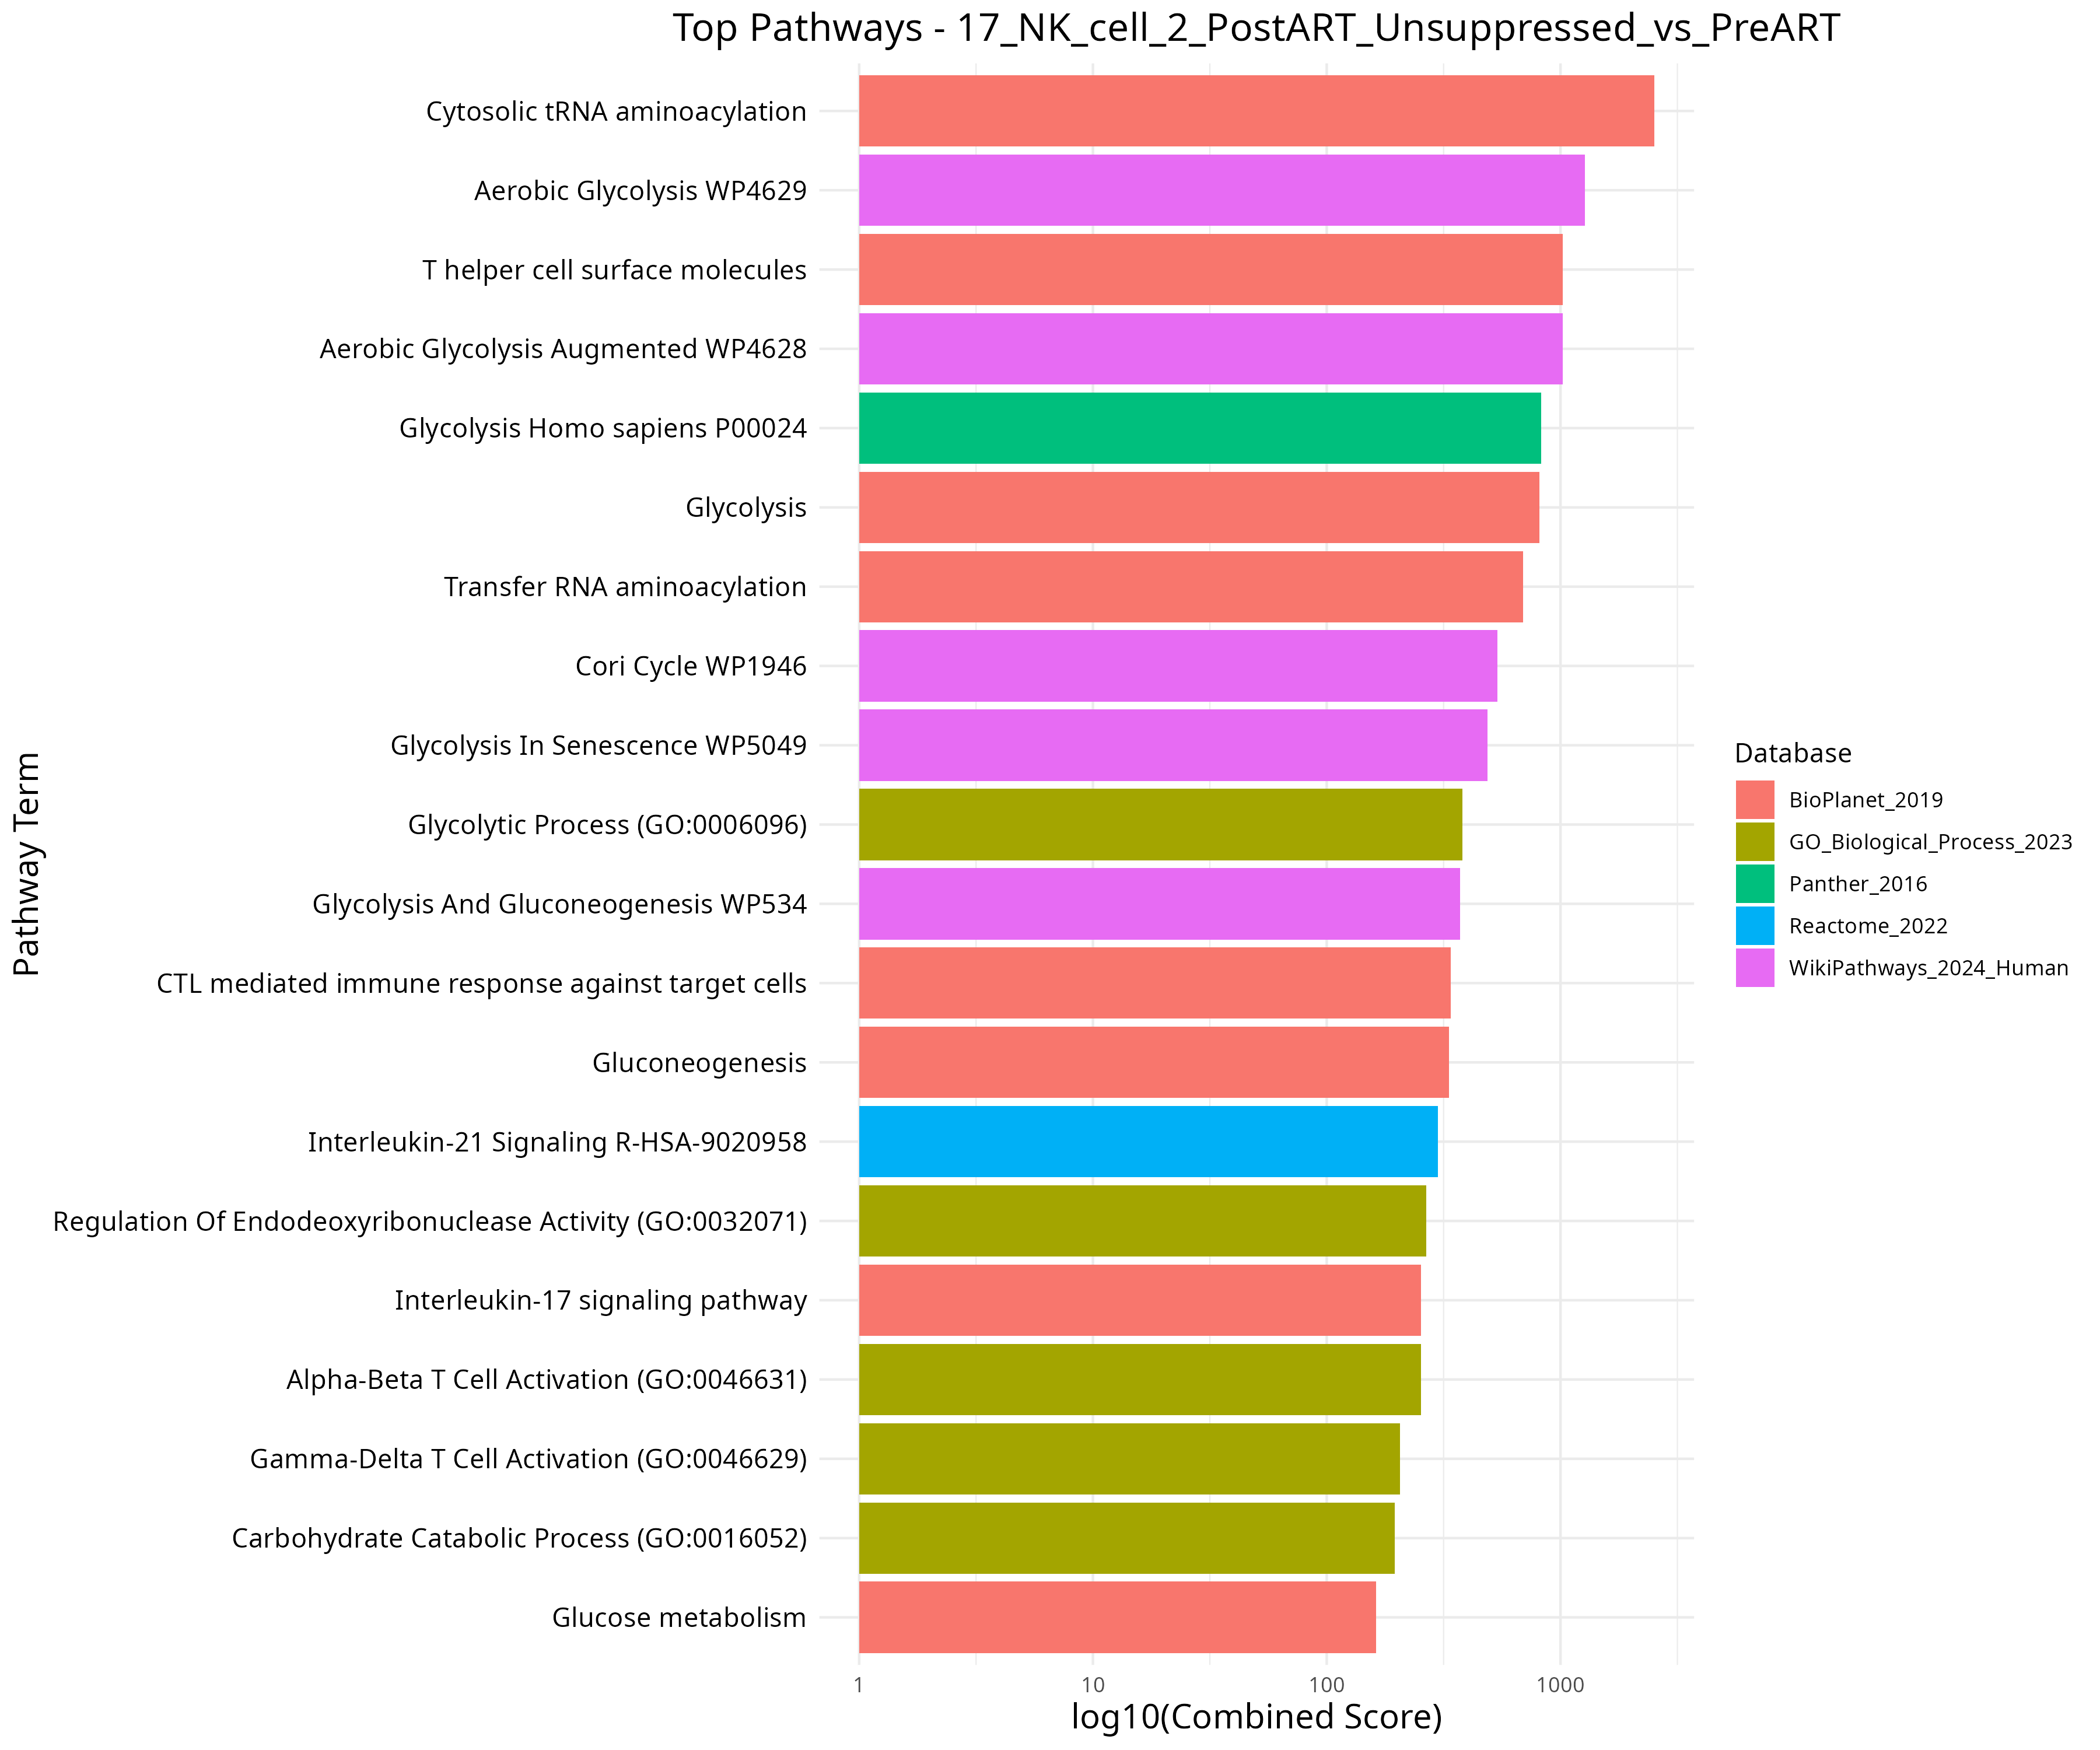 Top Pathways - 17_NK_cell_2_PostART_Unsuppressed_vs_PreART
Pathway Term
Cytosolic tRNA aminoacylation
Aerobic Glycolysis WP4629
T helper cell surface molecules
Aerobic Glycolysis Augmented WP4628
Glycolysis Homo sapiens P00024
Glycolysis
Transfer RNA aminoacylation
Cori Cycle WP1946
Glycolysis In Senescence WP5049
Glycolytic Process (GO:0006096)
Glycolysis And Gluconeogenesis WP534
CTL mediated immune response against target cells
Gluconeogenesis
Interleukin-21 Signaling R-HSA-9020958
Regulation Of Endodeoxyribonuclease Activity (GO:0032071)
Interleukin-17 signaling pathway
Alpha-Beta T Cell Activation (GO:0046631)
Gamma-Delta T Cell Activation (GO:0046629)
Carbohydrate Catabolic Process (GO:0016052)
Glucose metabolism
1 10 100 1000
log10(Combined Score)
Database
BioPlanet_2019
GO_Biological_Process_2023
Panther_2016
Reactome_2022
WikiPathways_2024_Human